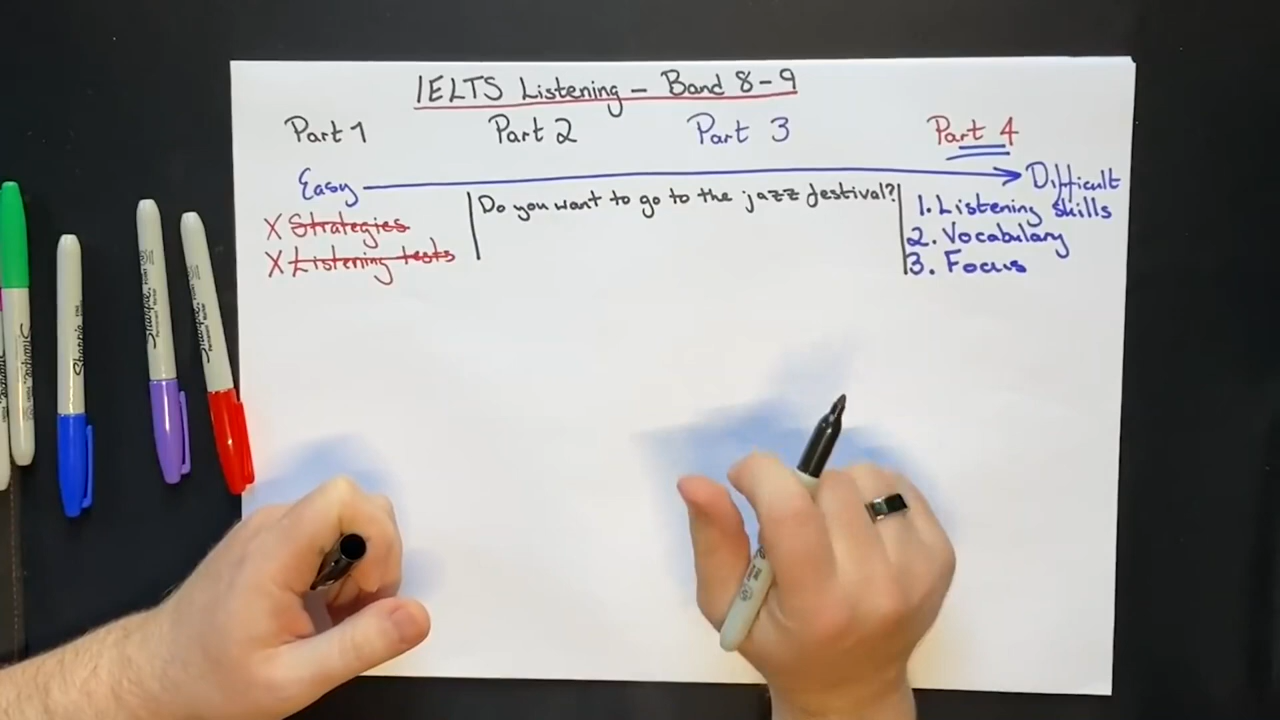 IELTS Listening – Band 8-9
Part 1 Part 2 Part 3 Part 4
Easy Difficult
X Strategies
X Listening tests
Do you want to go to the jazz festival?
1. Listening skills
2. Vocabulary
3. Focus
Sharpie
Sharpie
Sharpie